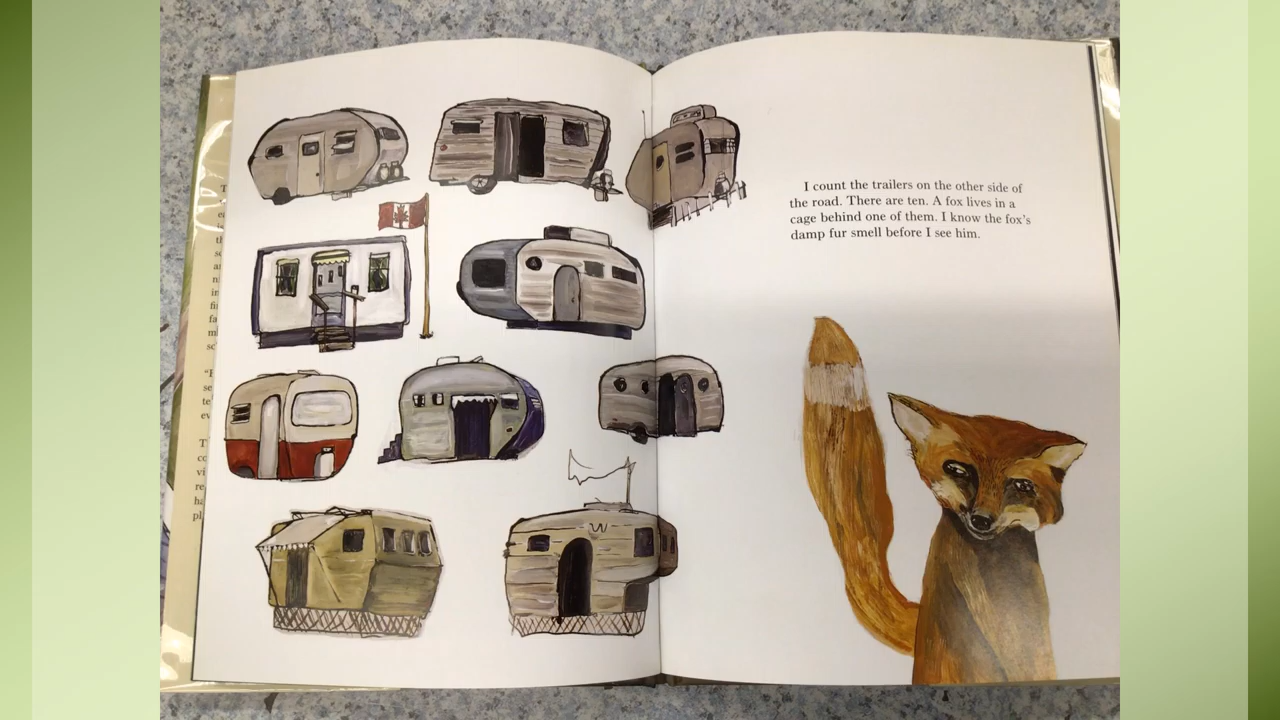 I count the trailers on the other side of
the road. There are ten. A fox lives in a
cage behind one of them. I know the fox's
damp fur smell before I see him.